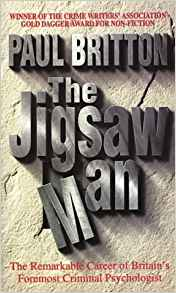 WINNER OF THE CRIME WRITERS' ASSOCIATION
GOLD DAGGER AWARD FOR NON-FICTION
PAUL BRITTON
The
Jigsaw
Man
The Remarkable Career of Britain's
Foremost Criminal Psychologist